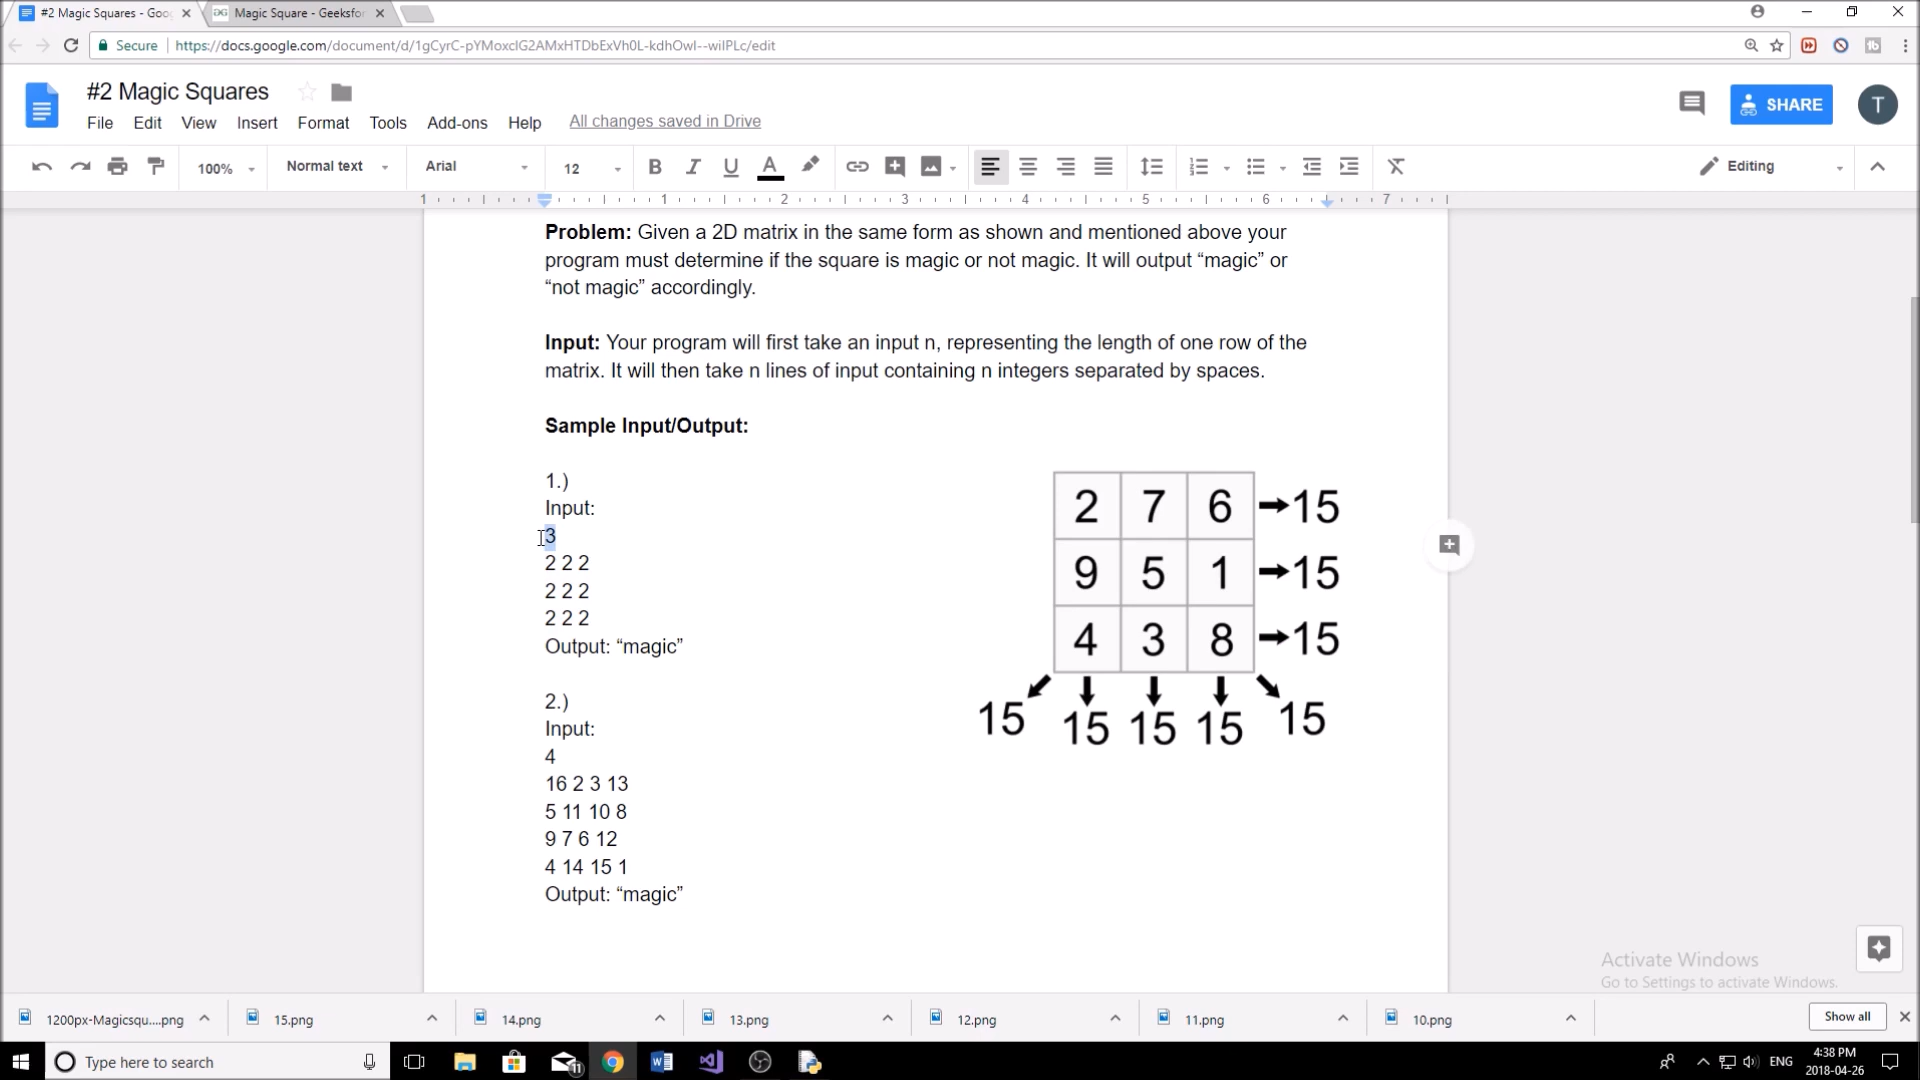 #2 Magic Squares - Goo
Magic Square - Geeksfor
Secure
https://docs.google.com/document/d/1gCyrC-pYMoxclG2AMxHTDbExVh0L-kdhOwl--wiIPLc/edit
#2 Magic Squares
SHARE
T
File Edit View Insert Format Tools Add-ons Help All changes saved in Drive
100% Normal text Arial 12 B I U A Editing
1 1 2 3 4 5 6 7
Problem: Given a 2D matrix in the same form as shown and mentioned above your
program must determine if the square is magic or not magic. It will output “magic” or
“not magic” accordingly.
Input: Your program will first take an input n, representing the length of one row of the
matrix. It will then take n lines of input containing n integers separated by spaces.
Sample Input/Output:
1.)
Input:
3
2 2 2
2 2 2
2 2 2
Output: “magic”
2 7 6 15
9 5 1 15
4 3 8 15
15 15 15 15 15
2.)
Input:
4
16 2 3 13
5 11 10 8
9 7 6 12
4 14 15 1
Output: “magic”
Activate Windows
Go to Settings to activate Windows.
1200px-Magicsqu....png 15.png 14.png 13.png 12.png 11.png 10.png Show all
Type here to search
11
ENG
4:38 PM
2018-04-26